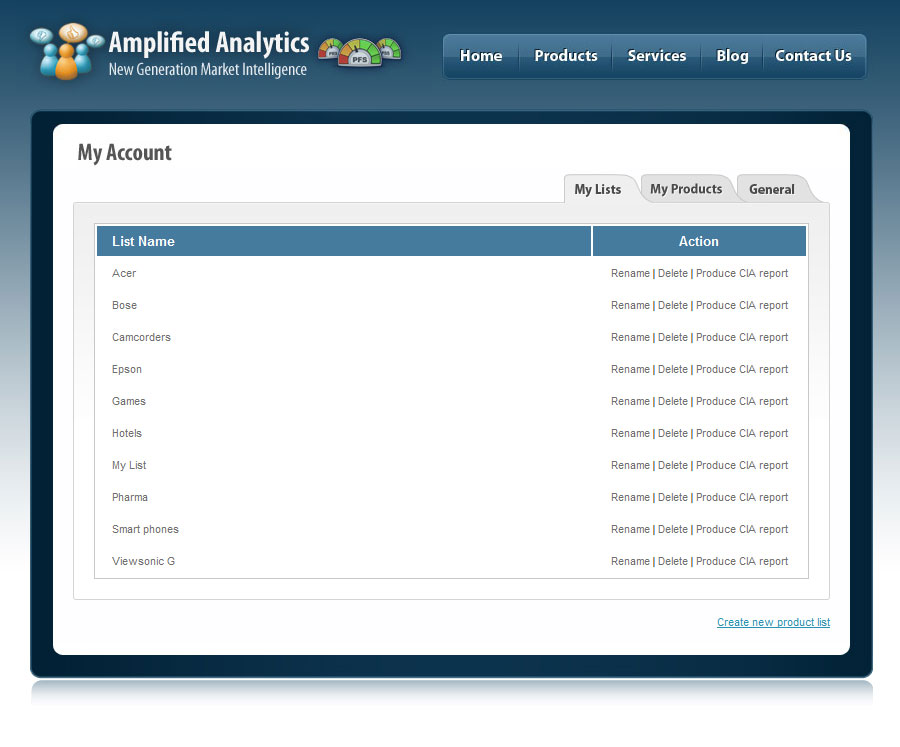 Amplified Analytics
New Generation Market Intelligence
PFS
Home Products Services Blog Contact Us
My Account
My Lists My Products General
List Name Action
Acer Rename | Delete | Produce CIA report
Bose Rename | Delete | Produce CIA report
Camcorders Rename | Delete | Produce CIA report
Epson Rename | Delete | Produce CIA report
Games Rename | Delete | Produce CIA report
Hotels Rename | Delete | Produce CIA report
My List Rename | Delete | Produce CIA report
Pharma Rename | Delete | Produce CIA report
Smart phones Rename | Delete | Produce CIA report
Viewsonic G Rename | Delete | Produce CIA report
Create new product list